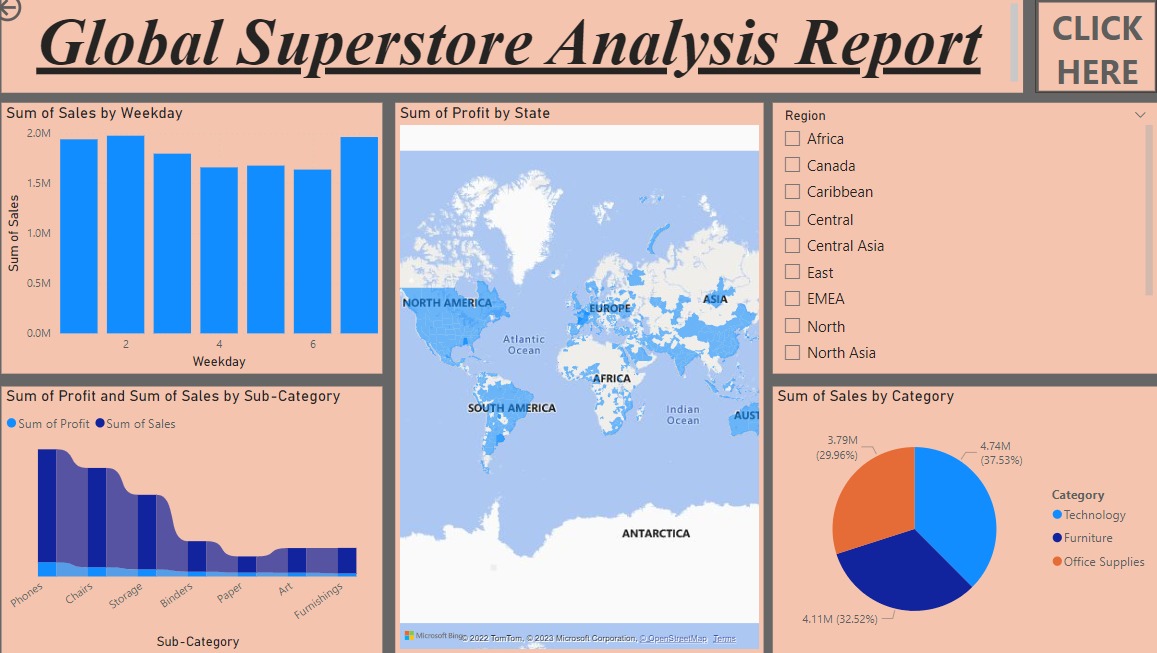 Global Superstore Analysis Report
CLICK
HERE
Sum of Sales by Weekday
2.0M
1.5M
1.0M
0.5M
0.0M
Sum of Sales
2
4
6
Weekday
Sum of Profit by State
NORTH AMERICA
EUROPE
ASIA
Atlantic
Ocean
AFRICA
SOUTH AMERICA
Indian
Ocean
AUST
ANTARCTICA
Microsoft Bing
© 2022 TomTom, © 2023 Microsoft Corporation, © OpenStreetMap Terms
Region
Africa
Canada
Caribbean
Central
Central Asia
East
EMEA
North
North Asia
Sum of Profit and Sum of Sales by Sub-Category
Sum of Profit
Sum of Sales
Phones
Chairs
Storage
Binders
Paper
Art
Furnishings
Sub-Category
Sum of Sales by Category
3.79M
(29.96%)
4.74M
(37.53%)
4.11M (32.52%)
Category
Technology
Furniture
Office Supplies